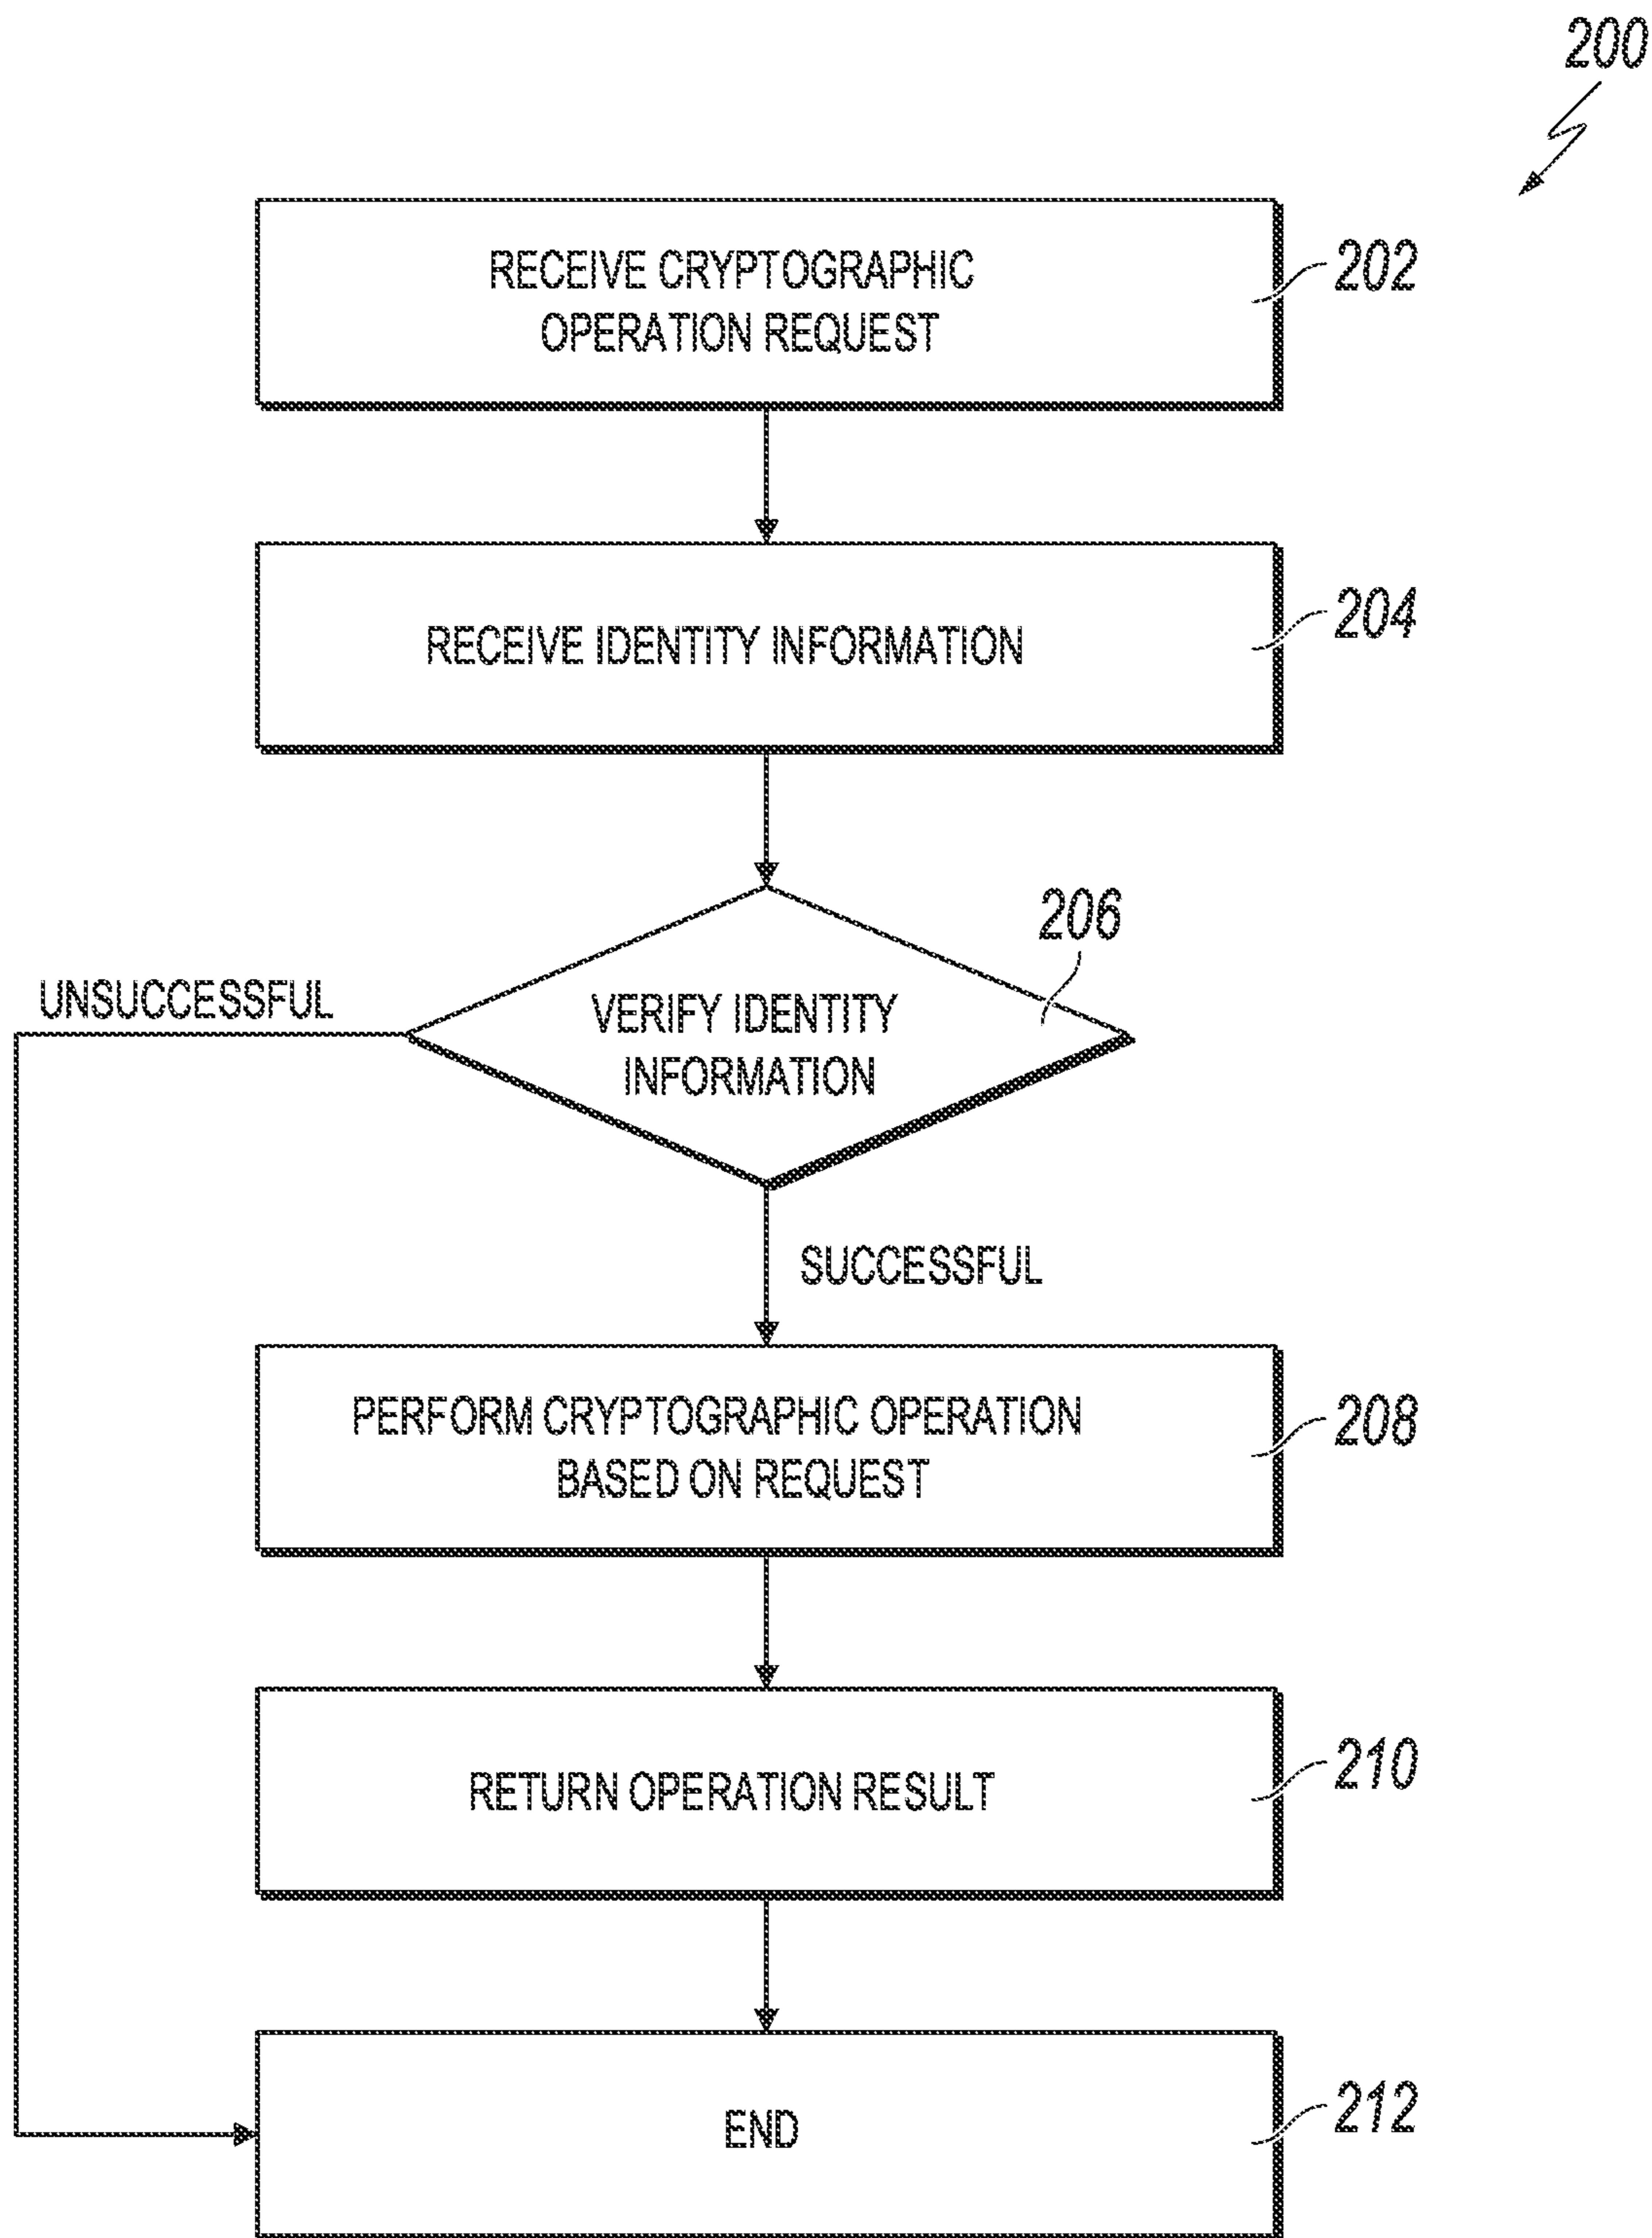 200
RECEIVE CRYPTOGRAPHIC
OPERATION REQUEST
202
RECEIVE IDENTITY INFORMATION
204
206
UNSUCCESSFUL
VERIFY IDENTITY
INFORMATION
SUCCESSFUL
PERFORM CRYPTOGRAPHIC OPERATION
BASED ON REQUEST
208
RETURN OPERATION RESULT
210
END
212